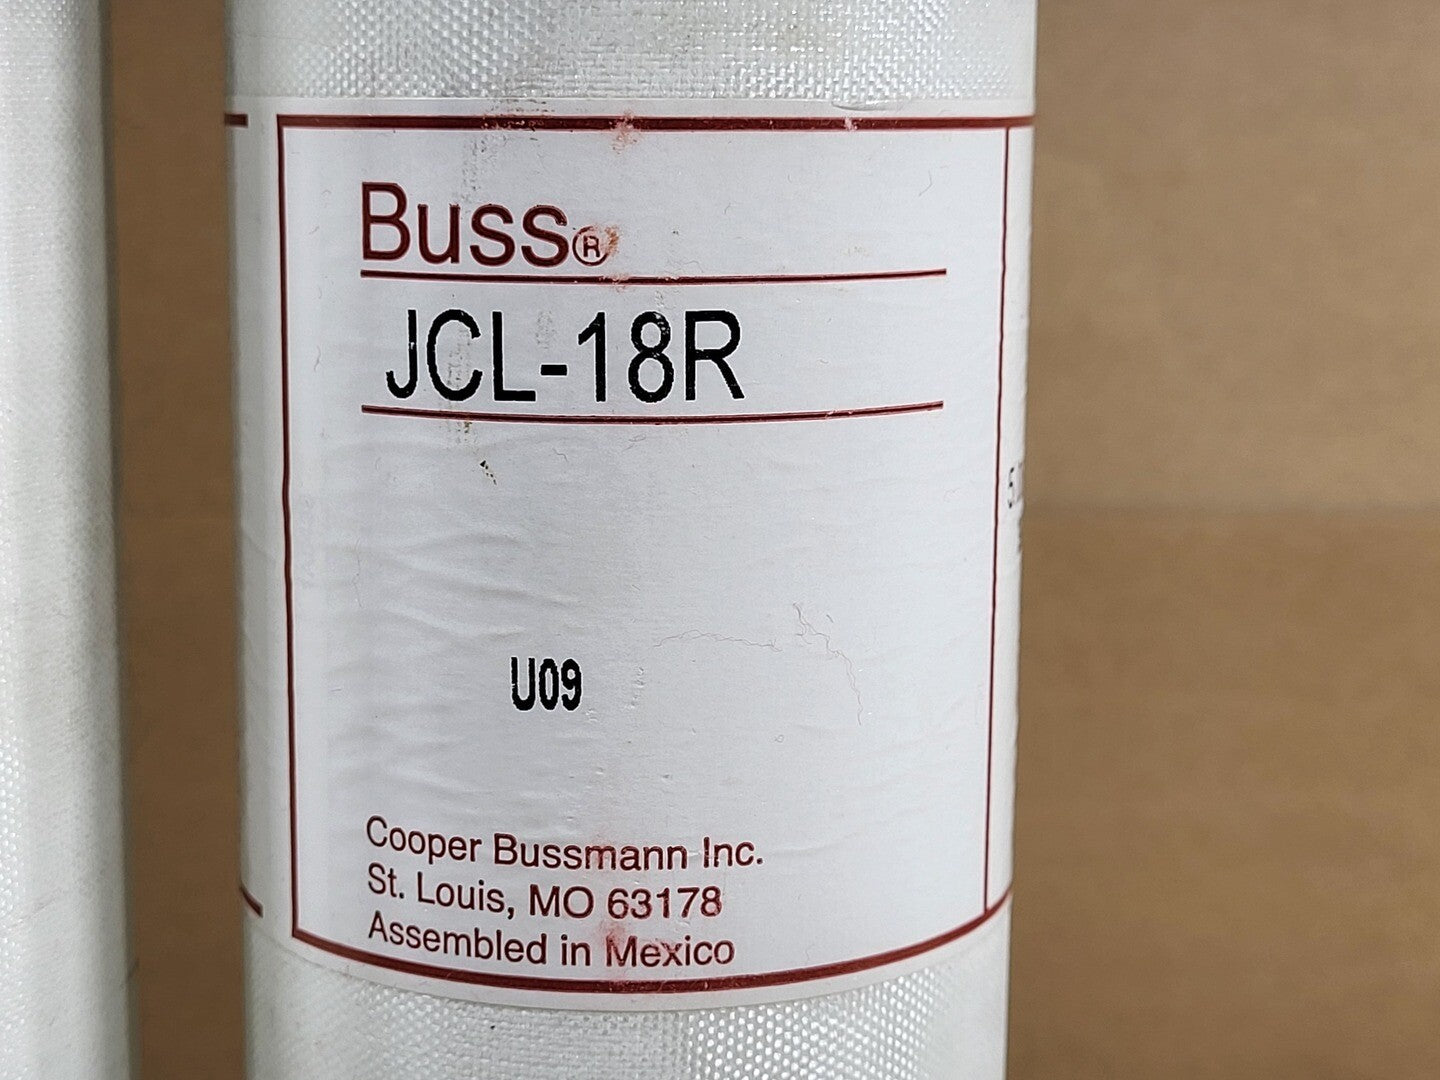 Buss®
JCL-18R
U09
Cooper Bussmann Inc.
St. Louis, MO 63178
Assembled in Mexico